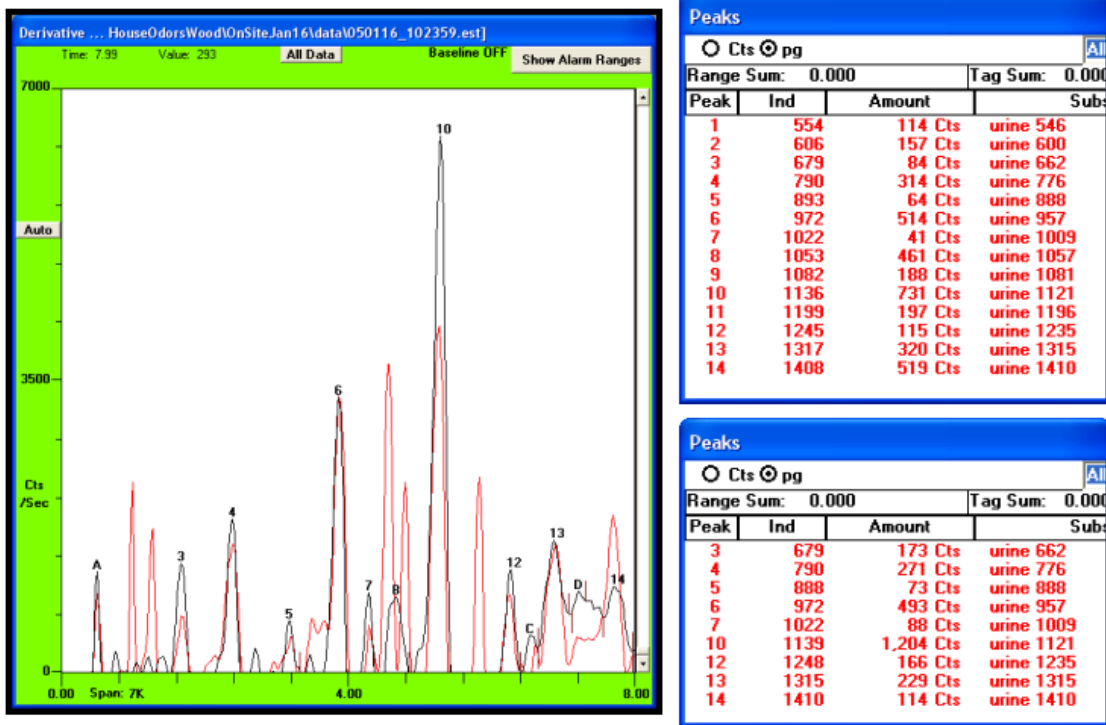 Derivative ... HouseOdorsWood\OnSiteJan16\data\050116_102359.est]
Time: 7.99 Value: 293 All Data Baseline OFF Show Alarm Ranges
7000
10
Auto
3500
6
Cts
/Sec
4
13
3
A
12
D
14
7
B
5
C
0
0.00 Span: 7K 4.00 8.00
Peaks
Cts pg All
Range Sum: 0.000 Tag Sum: 0.000
Peak Ind Amount Subs
1 554 114 Cts urine 546
2 606 157 Cts urine 600
3 679 84 Cts urine 662
4 790 314 Cts urine 776
5 893 64 Cts urine 888
6 972 514 Cts urine 957
7 1022 41 Cts urine 1009
8 1053 461 Cts urine 1057
9 1082 188 Cts urine 1081
10 1136 731 Cts urine 1121
11 1199 197 Cts urine 1196
12 1245 115 Cts urine 1235
13 1317 320 Cts urine 1315
14 1408 519 Cts urine 1410
Peaks
Cts pg All
Range Sum: 0.000 Tag Sum: 0.000
Peak Ind Amount Subs
3 679 173 Cts urine 662
4 790 271 Cts urine 776
5 888 73 Cts urine 888
6 972 493 Cts urine 957
7 1022 88 Cts urine 1009
10 1139 1,204 Cts urine 1121
12 1248 166 Cts urine 1235
13 1315 229 Cts urine 1315
14 1410 114 Cts urine 1410